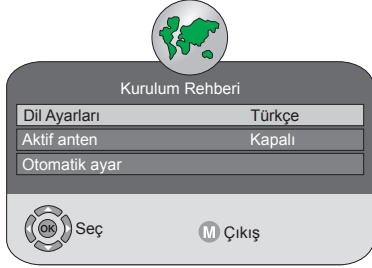 Kurulum Rehberi
Dil Ayarları Türkçe
Aktif anten Kapalı
Otomatik ayar
OK Seç M Çıkış